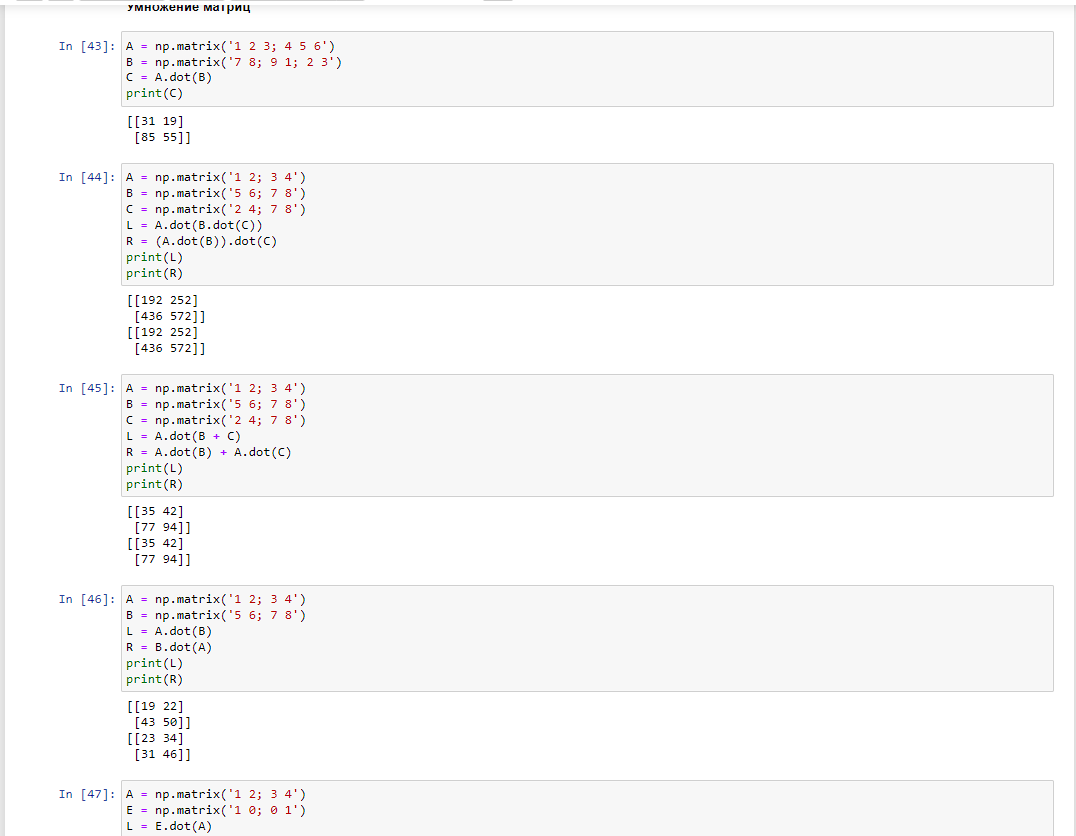 Умножение матриц
In [43]: A = np.matrix('1 2 3; 4 5 6')
B = np.matrix('7 8; 9 1; 2 3')
C = A.dot(B)
print(C)
[[31 19]
[85 55]]
In [44]: A = np.matrix('1 2; 3 4')
B = np.matrix('5 6; 7 8')
C = np.matrix('2 4; 7 8')
L = A.dot(B.dot(C))
R = (A.dot(B)).dot(C)
print(L)
print(R)
[[192 252]
[436 572]]
[[192 252]
[436 572]]
In [45]: A = np.matrix('1 2; 3 4')
B = np.matrix('5 6; 7 8')
C = np.matrix('2 4; 7 8')
L = A.dot(B + C)
R = A.dot(B) + A.dot(C)
print(L)
print(R)
[[35 42]
[77 94]]
[[35 42]
[77 94]]
In [46]: A = np.matrix('1 2; 3 4')
B = np.matrix('5 6; 7 8')
L = A.dot(B)
R = B.dot(A)
print(L)
print(R)
[[19 22]
[43 50]]
[[23 34]
[31 46]]
In [47]: A = np.matrix('1 2; 3 4')
E = np.matrix('1 0; 0 1')
L = E.dot(A)